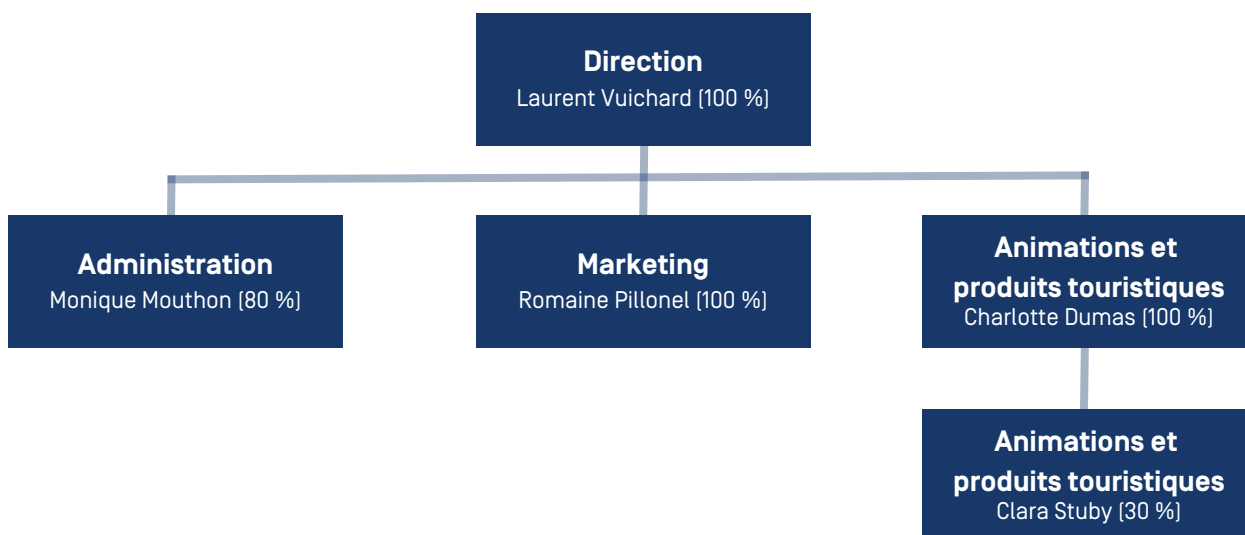 Direction
Laurent Vuichard (100 %)
Administration
Monique Mouthon (80 %)
Marketing
Romaine Pillonel (100 %)
Animations et
produits touristiques
Charlotte Dumas (100 %)
Animations et
produits touristiques
Clara Stuby (30 %)